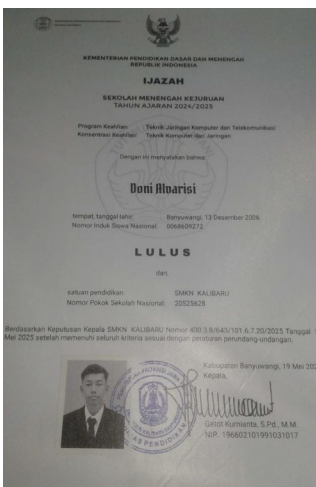 KEMENTERIAN PENDIDIKAN DASAR DAN MENENGAH
REPUBLIK INDONESIA
IJAZAH
SEKOLAH MENENGAH KEJURUAN
TAHUN AJARAN 2024/2025
Program Keahlian: Teknik Jaringan Komputer dan Telekomunikasi
Konsentrasi Keahlian: Teknik Komputer dan Jaringan
Dengan ini menyatakan bahwa:
Doni Alvarisi
tempat, tanggal lahir: Banyuwangi, 13 Desember 2006
Nomor Induk Siswa Nasional: 0068609272
LULUS
dari,
satuan pendidikan: SMKN KALIBARU
Nomor Pokok Sekolah Nasional: 20525628
Berdasarkan Keputusan Kepala SMKN KALIBARU Nomor 400.3.8/643/101.6.7.20/2025 Tanggal
Mei 2025 setelah memenuhi seluruh kriteria sesuai dengan peraturan perundang-undangan.
Kabupaten Banyuwangi, 19 Mei
Kepala,
Gatot Kurnianta, S.Pd., M.M.
NIP. 196602101991031017